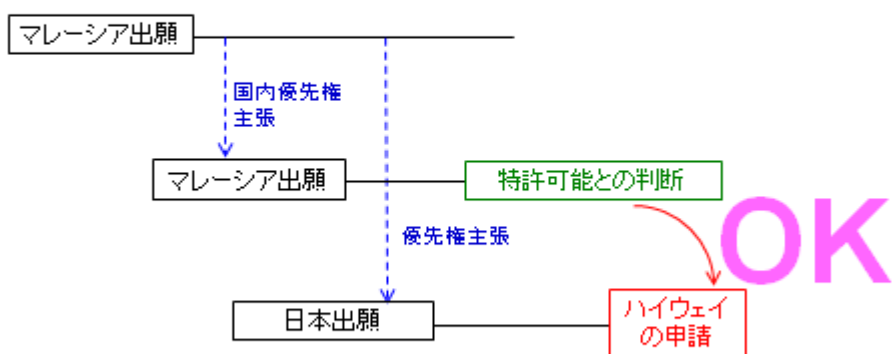 マレーシア出願
国内優先権
主張
マレーシア出願
特許可能との判断
OK
優先権主張
日本出願
ハイウェイ
の申請